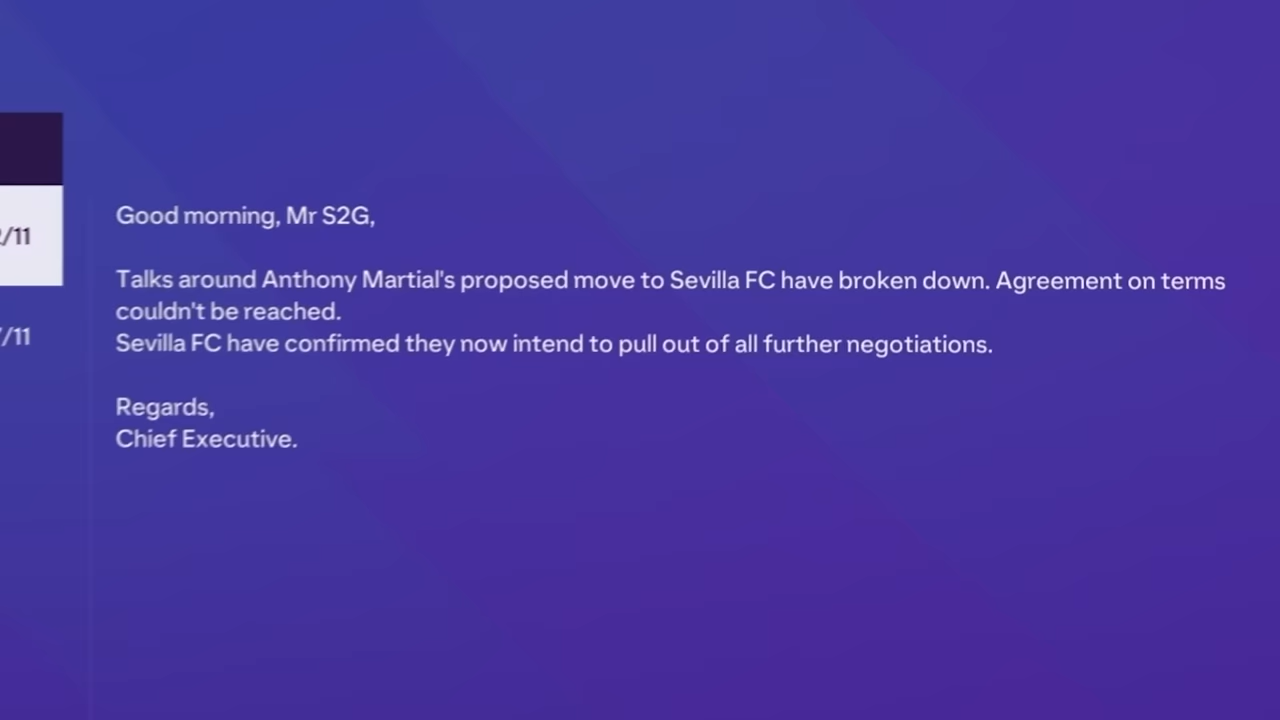 Good morning, Mr S2G,
/11
Talks around Anthony Martial's proposed move to Sevilla FC have broken down. Agreement on terms
couldn't be reached.
/11
Sevilla FC have confirmed they now intend to pull out of all further negotiations.
Regards,
Chief Executive.